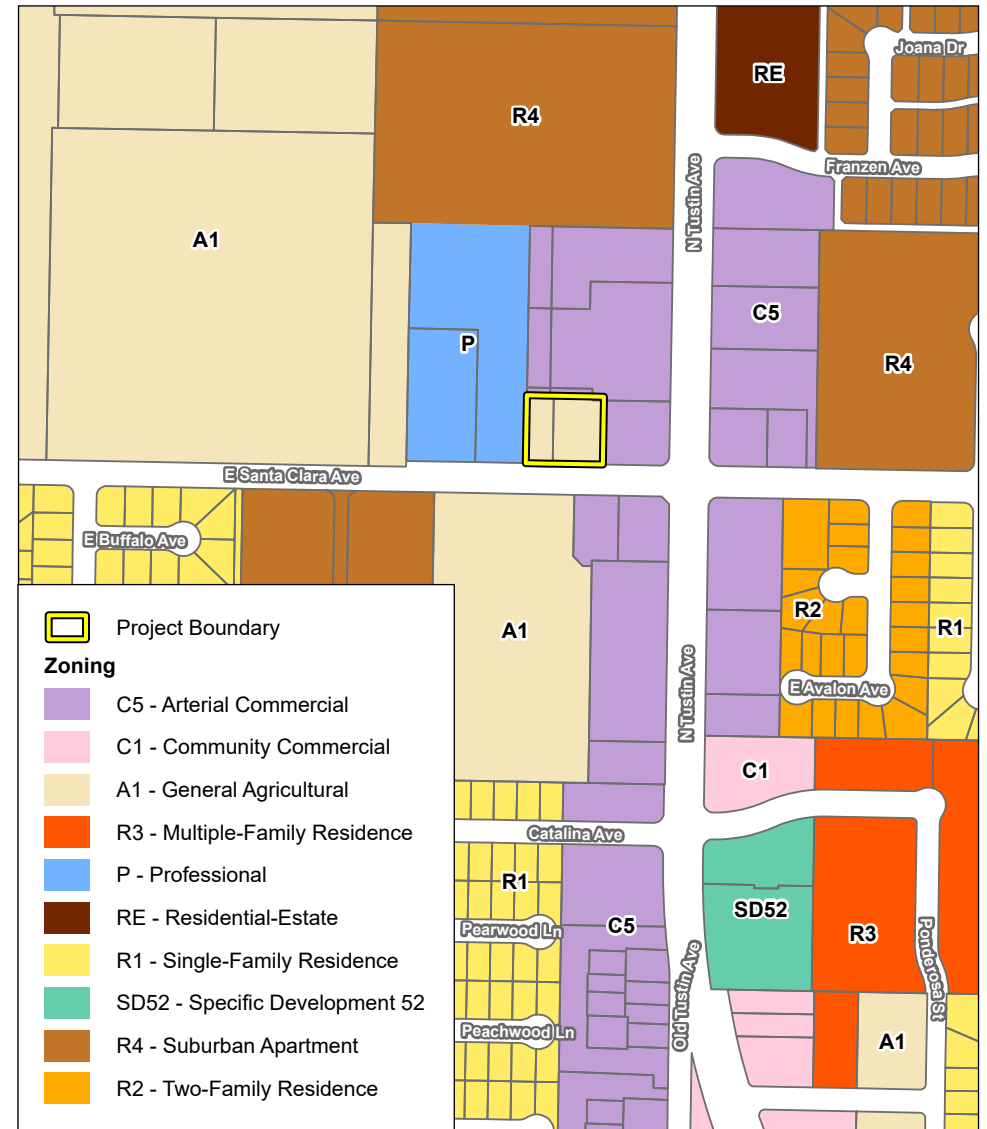 Joana Dr
RE
R4
Franzen Ave
N Tustin Ave
A1
C5
P
R4
E Santa Clara Ave
E Buffalo Ave
R2
A1
R1
N Tustin Ave
E Avalon Ave
C1
Catalina Ave
R1
SD52
C5
R3
Pearwood Ln
Ponderosa St
Old Tustin Ave
Peachwood Ln
A1
Project Boundary
Zoning
C5 - Arterial Commercial
C1 - Community Commercial
A1 - General Agricultural
R3 - Multiple-Family Residence
P - Professional
RE - Residential-Estate
R1 - Single-Family Residence
SD52 - Specific Development 52
R4 - Suburban Apartment
R2 - Two-Family Residence